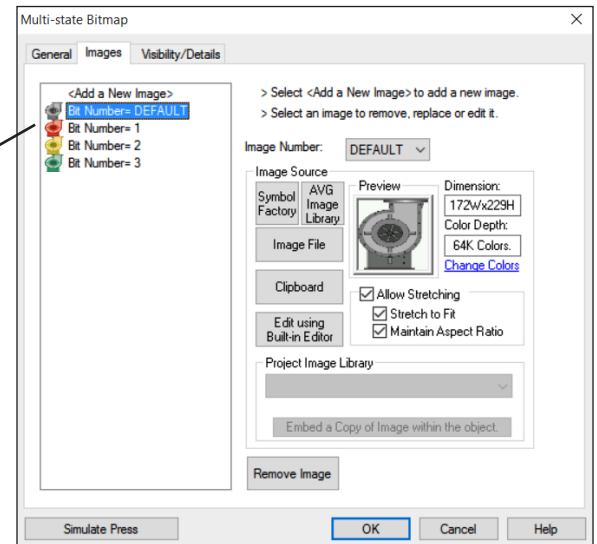 Multi-state Bitmap
General Images Visibility/Details
<Add a New Image>
Bit Number= DEFAULT
Bit Number= 1
Bit Number= 2
Bit Number= 3
> Select <Add a New Image> to add a new image.
> Select an image to remove, replace or edit it.
Image Number: DEFAULT
Image Source
Symbol Factory
AVG Image Library
Image File
Clipboard
Edit using
Built-in Editor
Preview
Dimension:
172Wx229H
Color Depth:
64K Colors.
Change Colors
Allow Stretching
Stretch to Fit
Maintain Aspect Ratio
Project Image Library
Embed a Copy of Image within the object.
Remove Image
Simulate Press OK Cancel Help